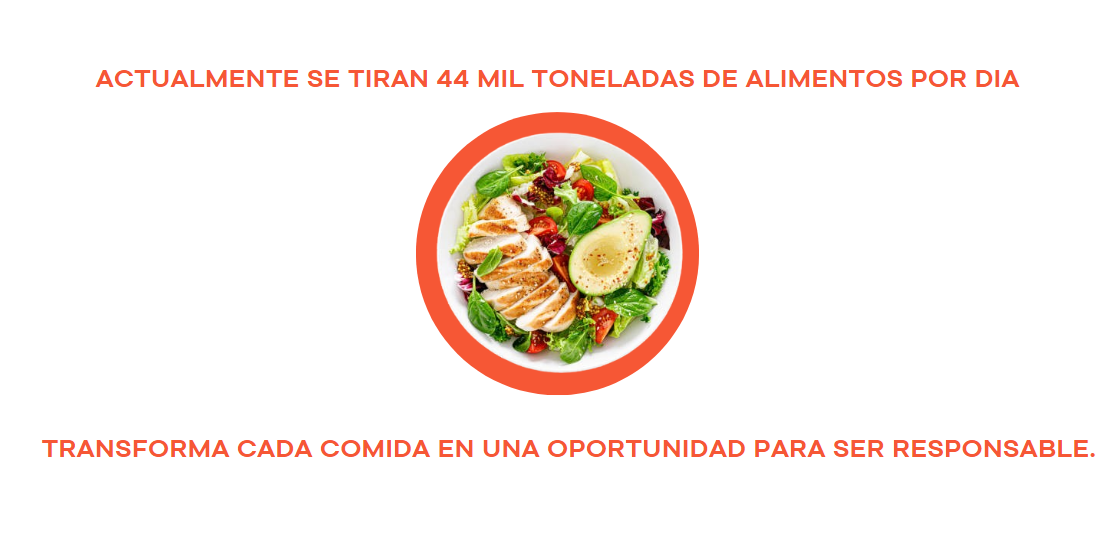 ACTUALMENTE SE TIRAN 44 MIL TONELADAS DE ALIMENTOS POR DIA
TRANSFORMA CADA COMIDA EN UNA OPORTUNIDAD PARA SER RESPONSABLE.